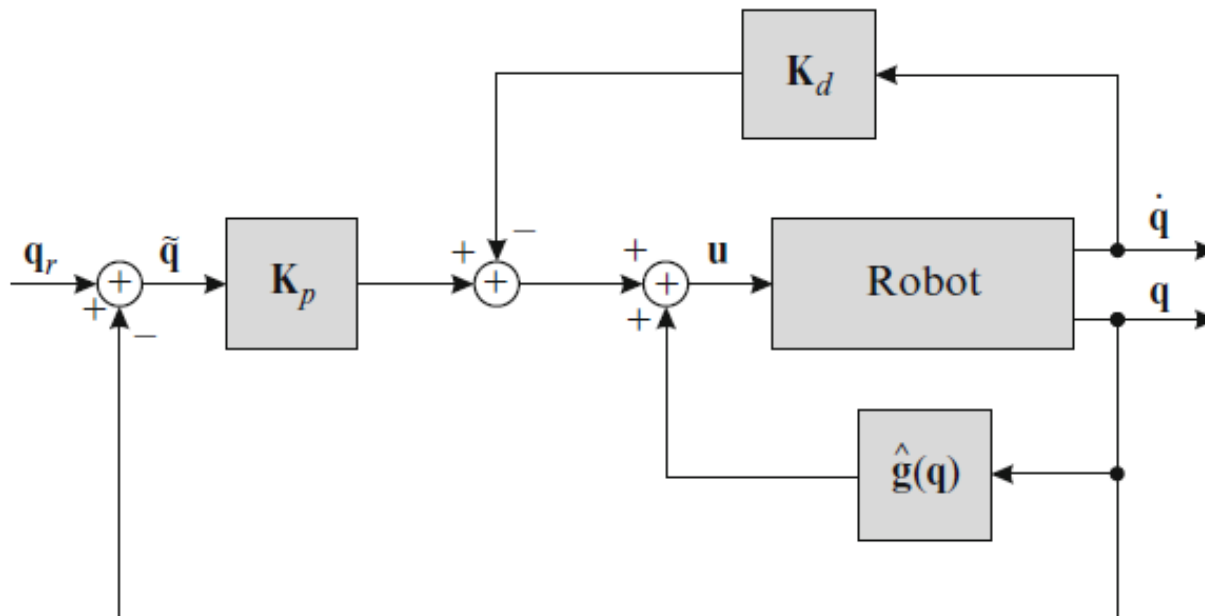 K_d
−
q_r
+
+
−
q̃
K_p
+
+
+
+
+
u
Robot
q̇
q
ĝ(q)